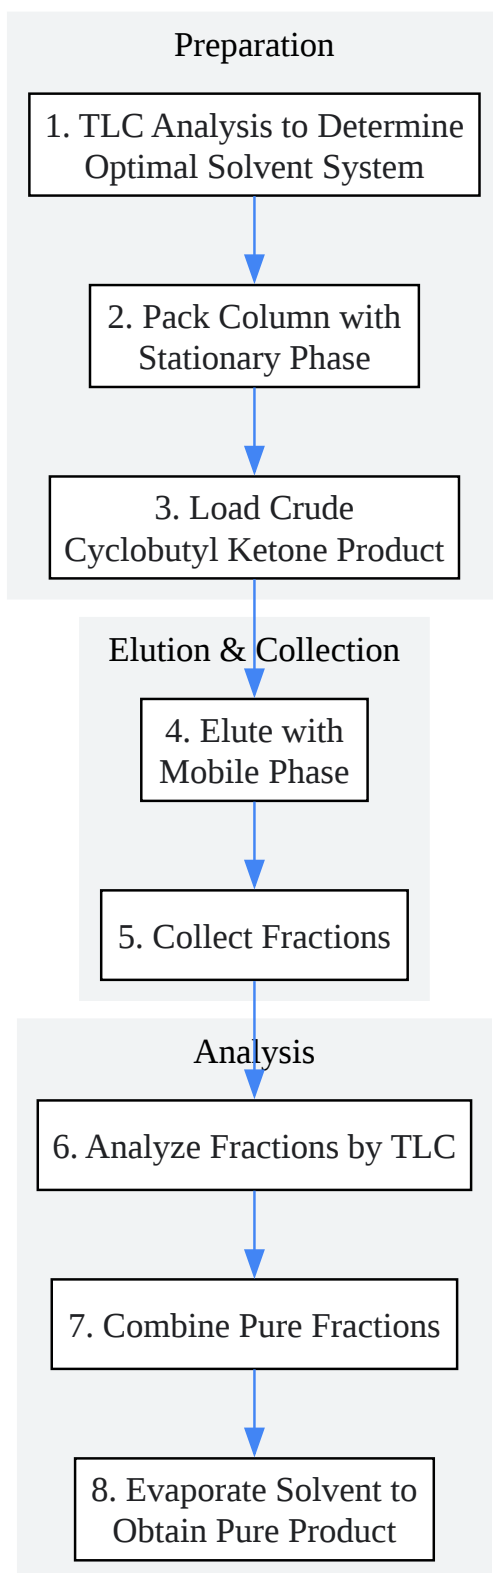 Preparation
1. TLC Analysis to Determine
Optimal Solvent System
2. Pack Column with
Stationary Phase
3. Load Crude
Cyclobutyl Ketone Product
Elution & Collection
4. Elute with
Mobile Phase
5. Collect Fractions
Analysis
6. Analyze Fractions by TLC
7. Combine Pure Fractions
8. Evaporate Solvent to
Obtain Pure Product